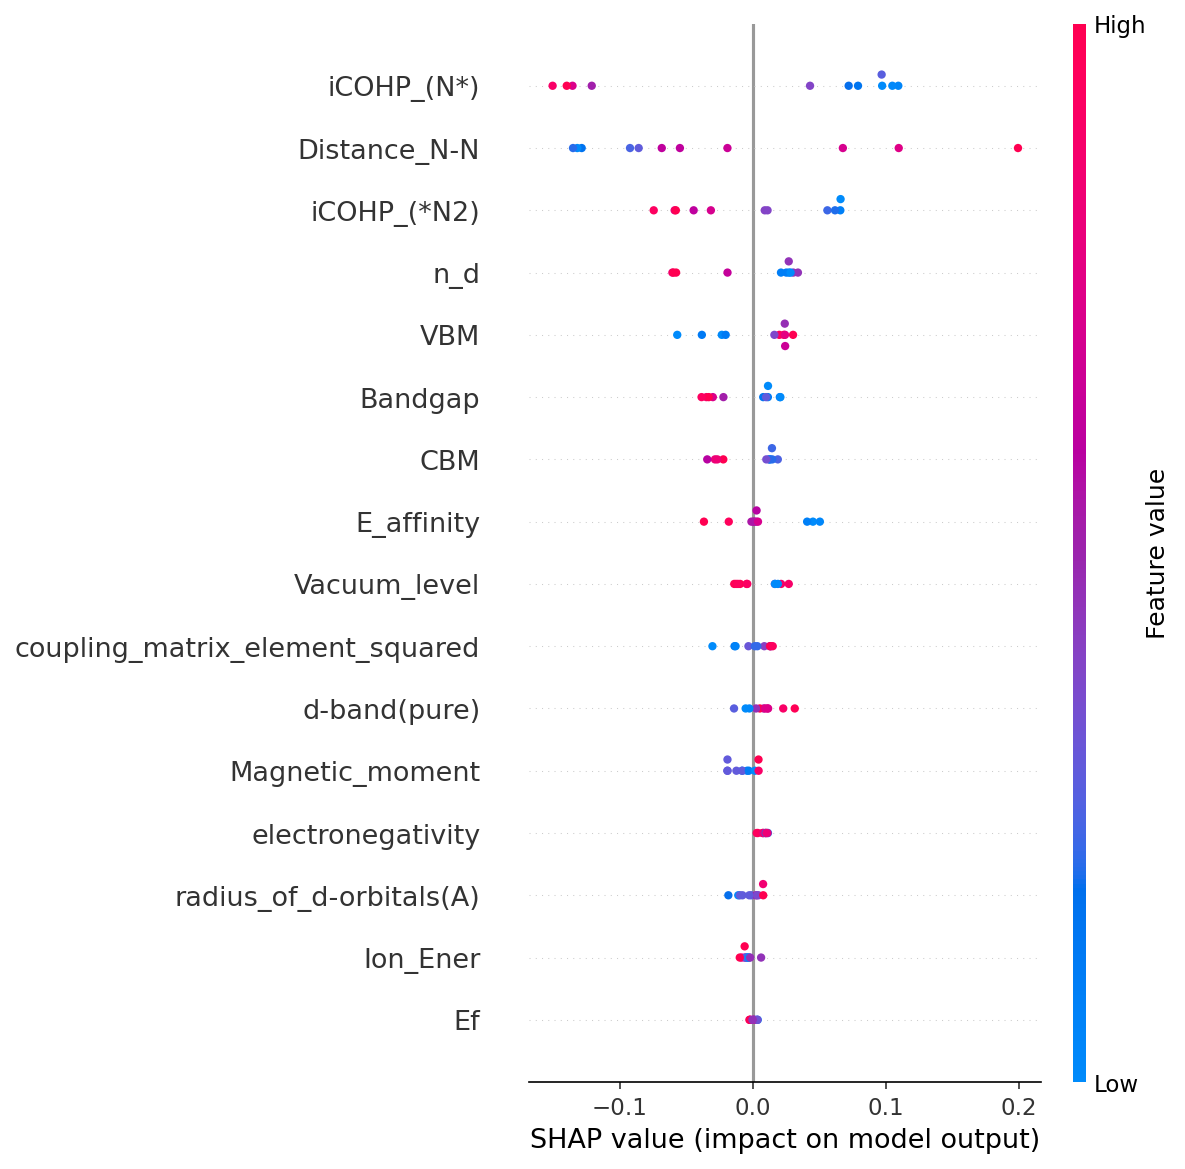 High
iCOHP_(N*)
Distance_N-N
iCOHP_(*N2)
n_d
VBM
Bandgap
CBM
E_affinity
Vacuum_level
coupling_matrix_element_squared
d-band(pure)
Magnetic_moment
electronegativity
radius_of_d-orbitals(A)
Ion_Ener
Ef
Feature value
Low
−0.1 0.0 0.1 0.2
SHAP value (impact on model output)